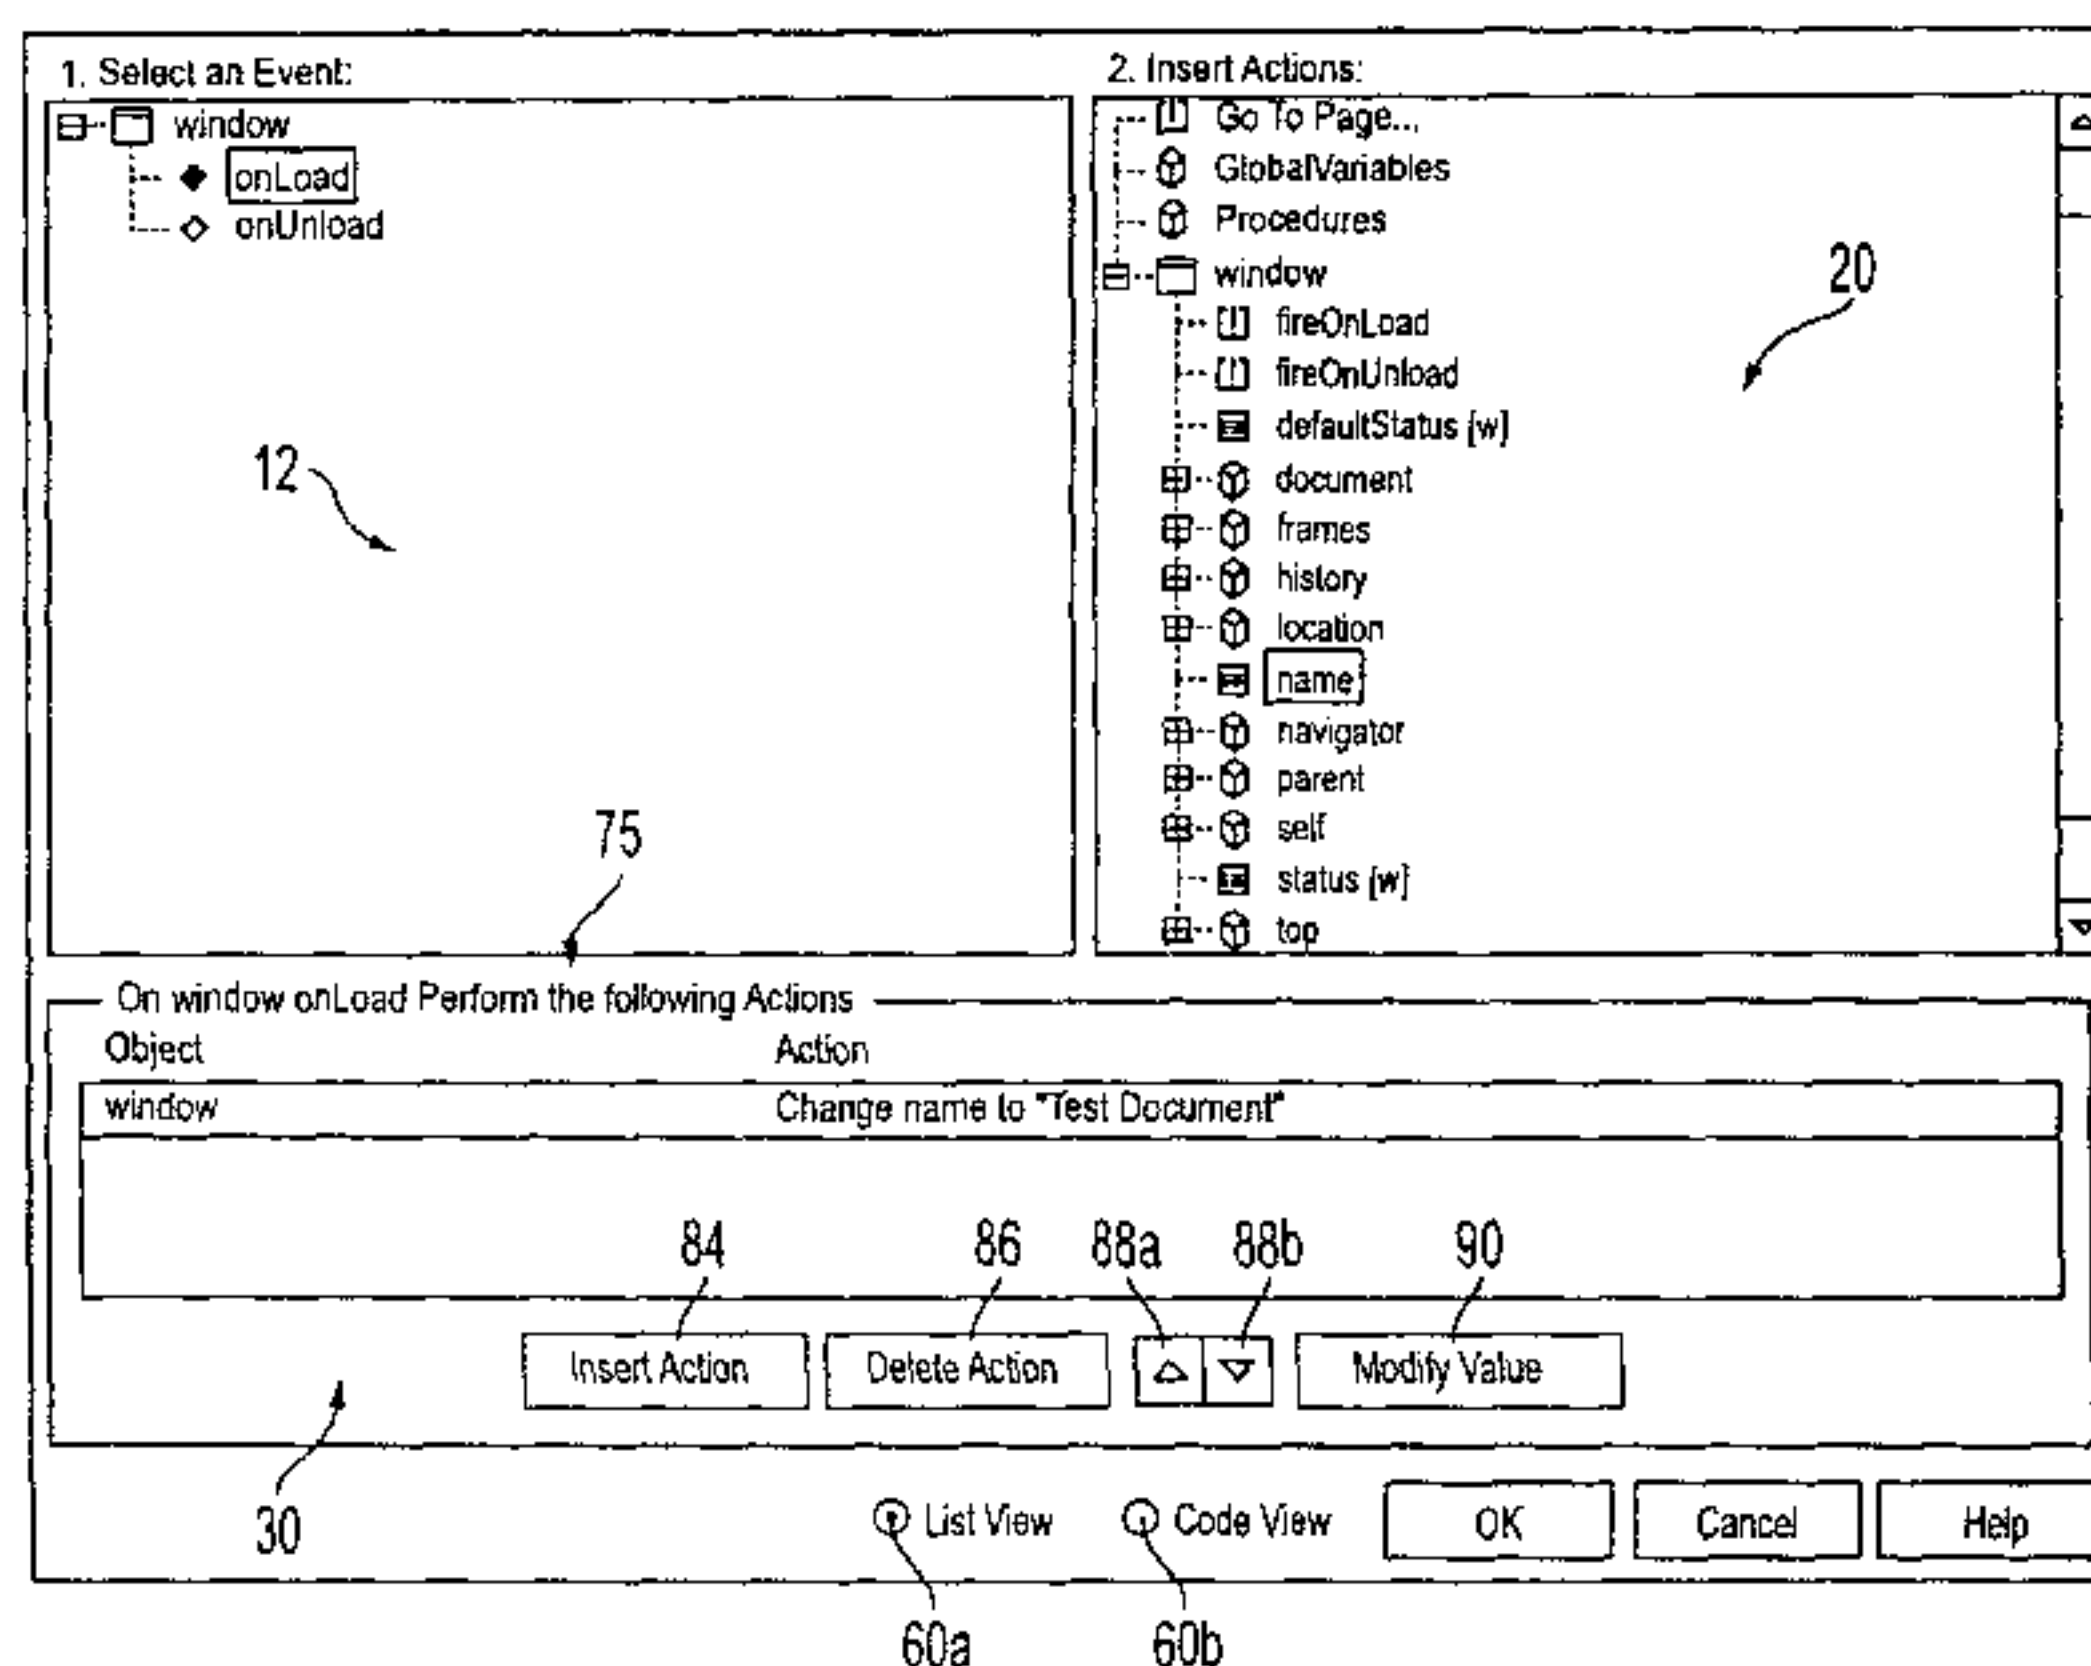 1. Select an Event:
window
onLoad
onUnload
12
75
2. Insert Actions:
Go To Page...
GlobalVariables
Procedures
window
20
fireOnLoad
fireOnUnload
defaultStatus [w]
document
frames
history
location
name
navigator
parent
self
status [w]
top
On window onLoad Perform the following Actions
Object Action
window Change name to "Test Document"
84 86 88a 88b 90
Insert Action Delete Action Modify Value
30
List View Code View OK Cancel Help
60a 60b